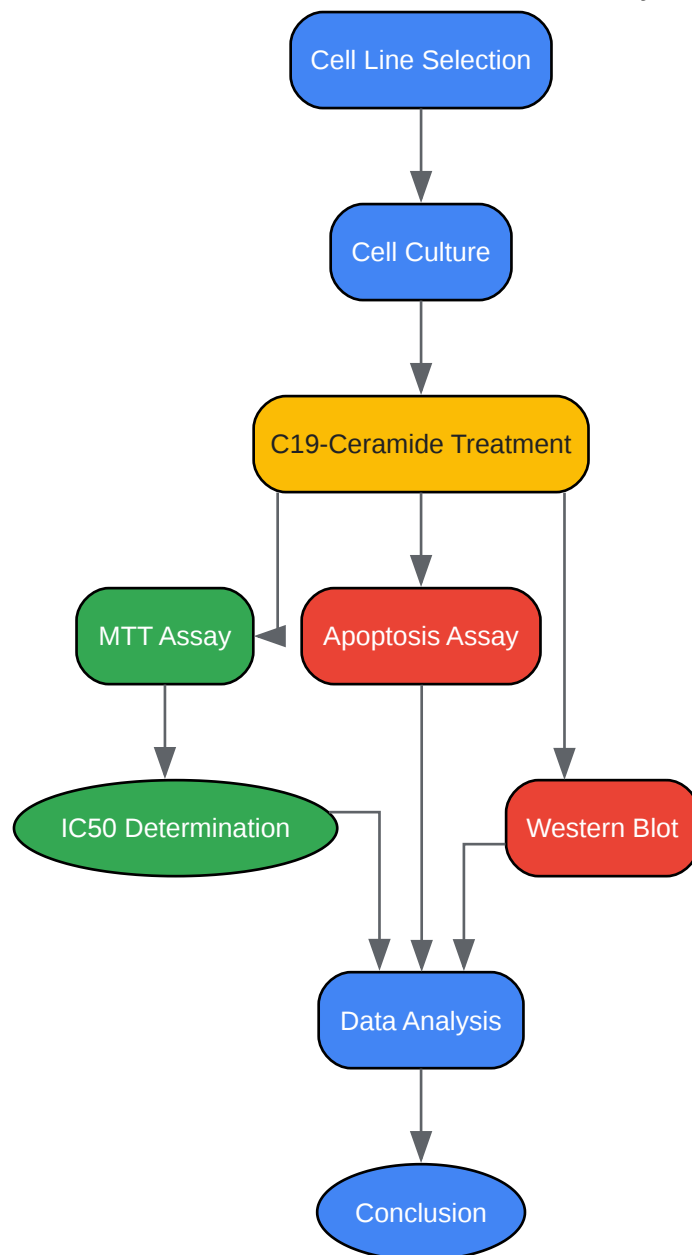 Cell Line Selection
Cell Culture
C19-Ceramide Treatment
MTT Assay
Apoptosis Assay
IC50 Determination
Western Blot
Data Analysis
Conclusion